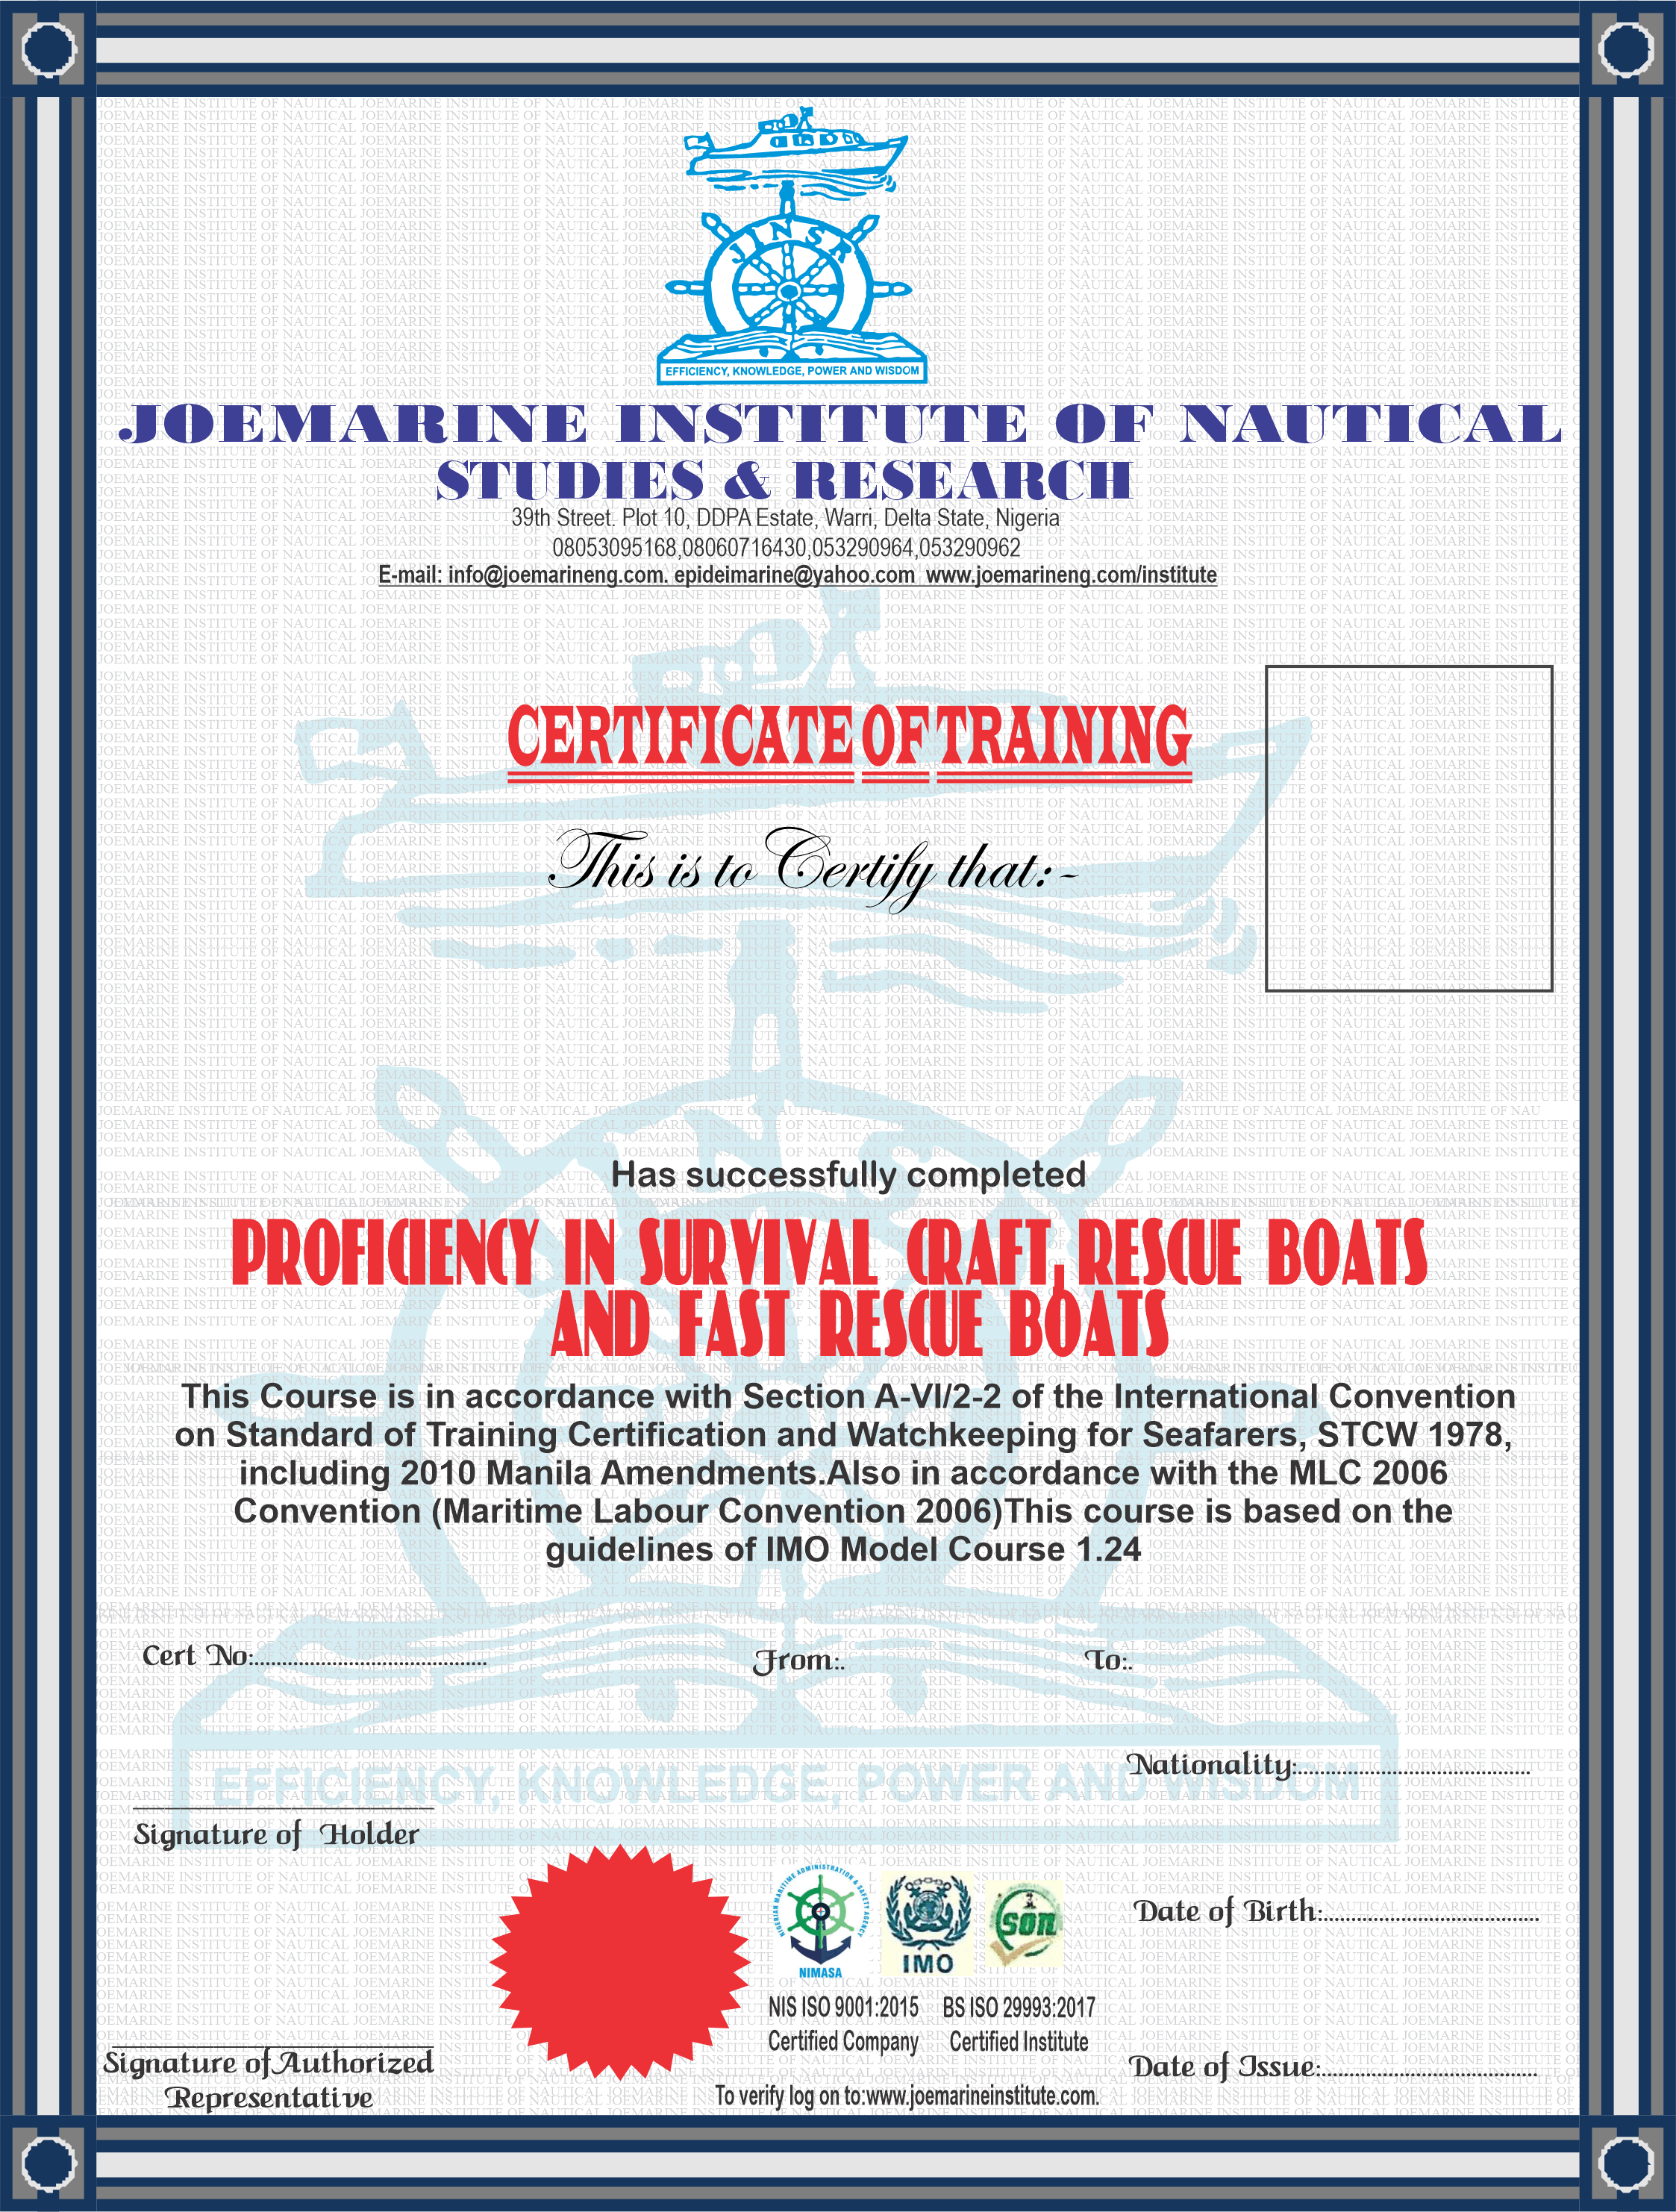 JINSR
EFFICIENCY, KNOWLEDGE, POWER AND WISDOM
JOEMARINE INSTITUTE OF NAUTICAL
STUDIES & RESEARCH
39th Street. Plot 10, DDPA Estate, Warri, Delta State, Nigeria
08053095168,08060716430,053290964,053290962
E-mail: info@joemarineng.com. epideimarine@yahoo.com www.joemarineng.com/institute
CERTIFICATE OF TRAINING
This is to Certify that:-
Has successfully completed
PROFICIENCY IN SURVIVAL CRAFT, RESCUE BOATS
AND FAST RESCUE BOATS
This Course is in accordance with Section A-VI/2-2 of the International Convention
on Standard of Training Certification and Watchkeeping for Seafarers, STCW 1978,
including 2010 Manila Amendments.Also in accordance with the MLC 2006
Convention (Maritime Labour Convention 2006)This course is based on the
guidelines of IMO Model Course 1.24
Cert No:.......................................... From:. To:.
Nationality:..........................................
EFFICIENCY, KNOWLEDGE, POWER AND WISDOM
Signature of Holder
NIGERIAN MARITIME ADMINISTRATION & SAFETY AGENCY
NIMASA
IMO
SON
Date of Birth:.......................................
NIS ISO 9001:2015 BS ISO 29993:2017
Certified Company Certified Institute
Signature of Authorized
Representative
Date of Issue:.......................................
To verify log on to:www.joemarineinstitute.com.